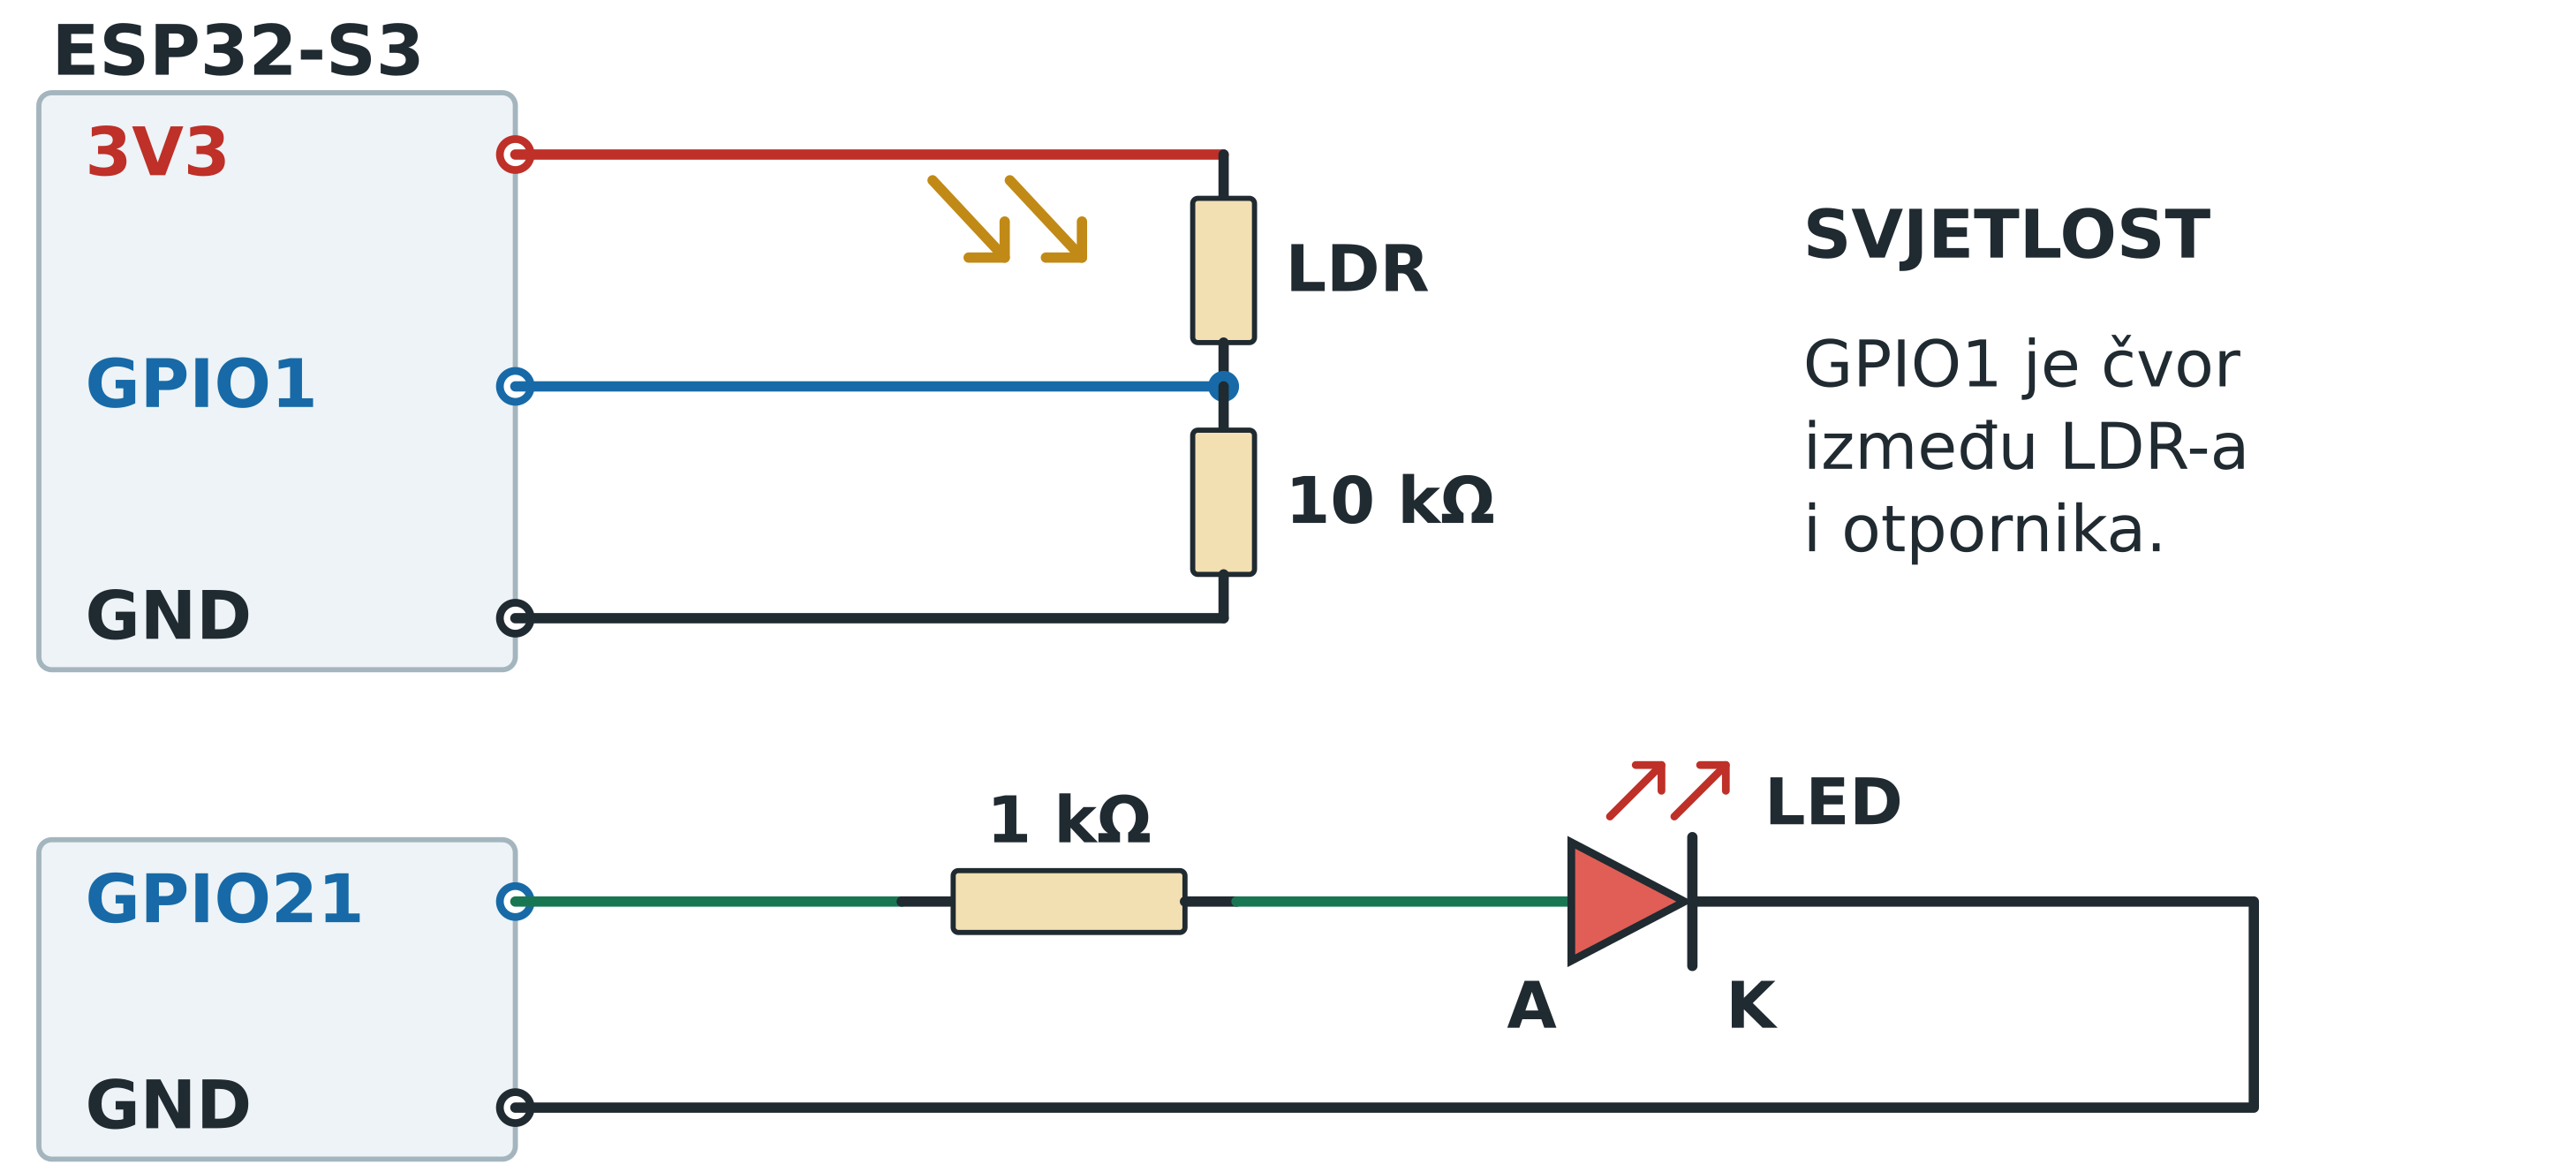 ESP32-S3
3V3
GPIO1
GND
LDR
10 kΩ
SVJETLOST
GPIO1 je čvor
između LDR-a
i otpornika.
1 kΩ
LED
GPIO21
A
K
GND